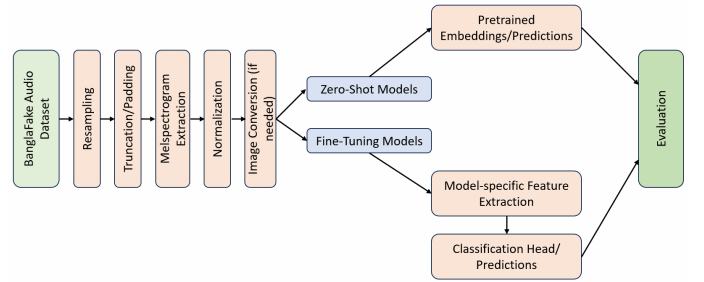 BanglaFake Audio
Dataset
Resampling
Truncation/Padding
Melspectrogram
Extraction
Normalization
Image Conversion (if
needed)
Zero-Shot Models
Fine-Tuning Models
Pretrained
Embeddings/Predictions
Model-specific Feature
Extraction
Classification Head/
Predictions
Evaluation